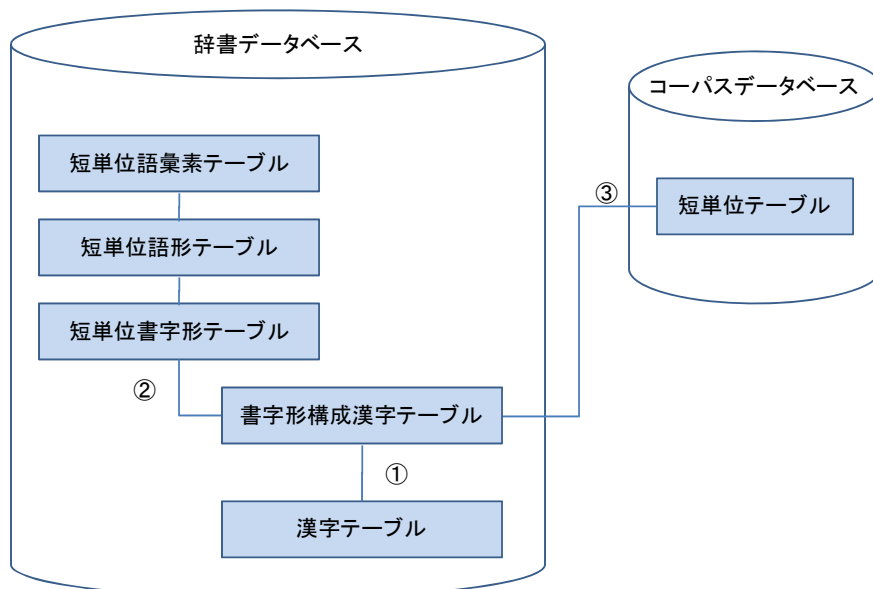 辞書データベース
コーパスデータベース
短単位語彙素テーブル
短単位テーブル
③
短単位語形テーブル
短単位書字形テーブル
②
書字形構成漢字テーブル
①
漢字テーブル